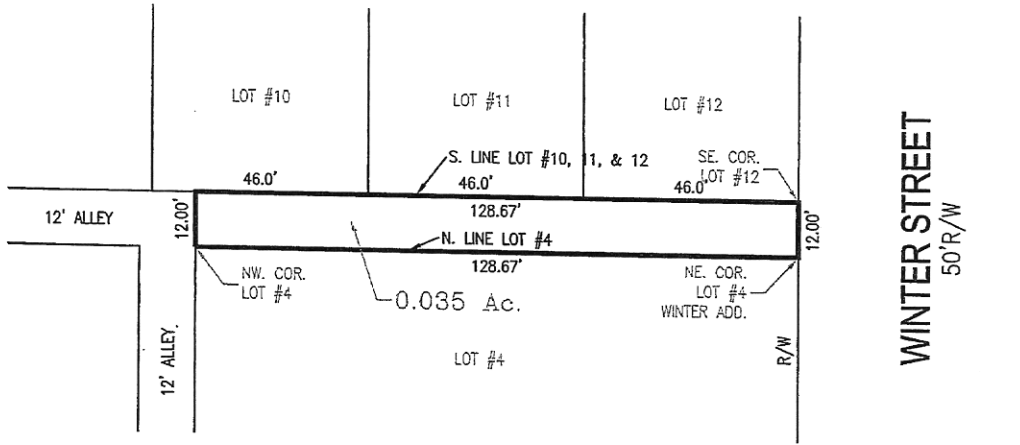 LOT #10
LOT #11
LOT #12
S. LINE LOT #10, 11, & 12
SE. COR.
LOT #12
46.0'
46.0'
46.0'
12' ALLEY
12.00'
128.67'
12.00'
N. LINE LOT #4
128.67'
NW. COR.
LOT #4
NE. COR.
LOT #4
WINTER ADD.
0.035 Ac.
12' ALLEY.
LOT #4
R/W
WINTER STREET
50'R/W